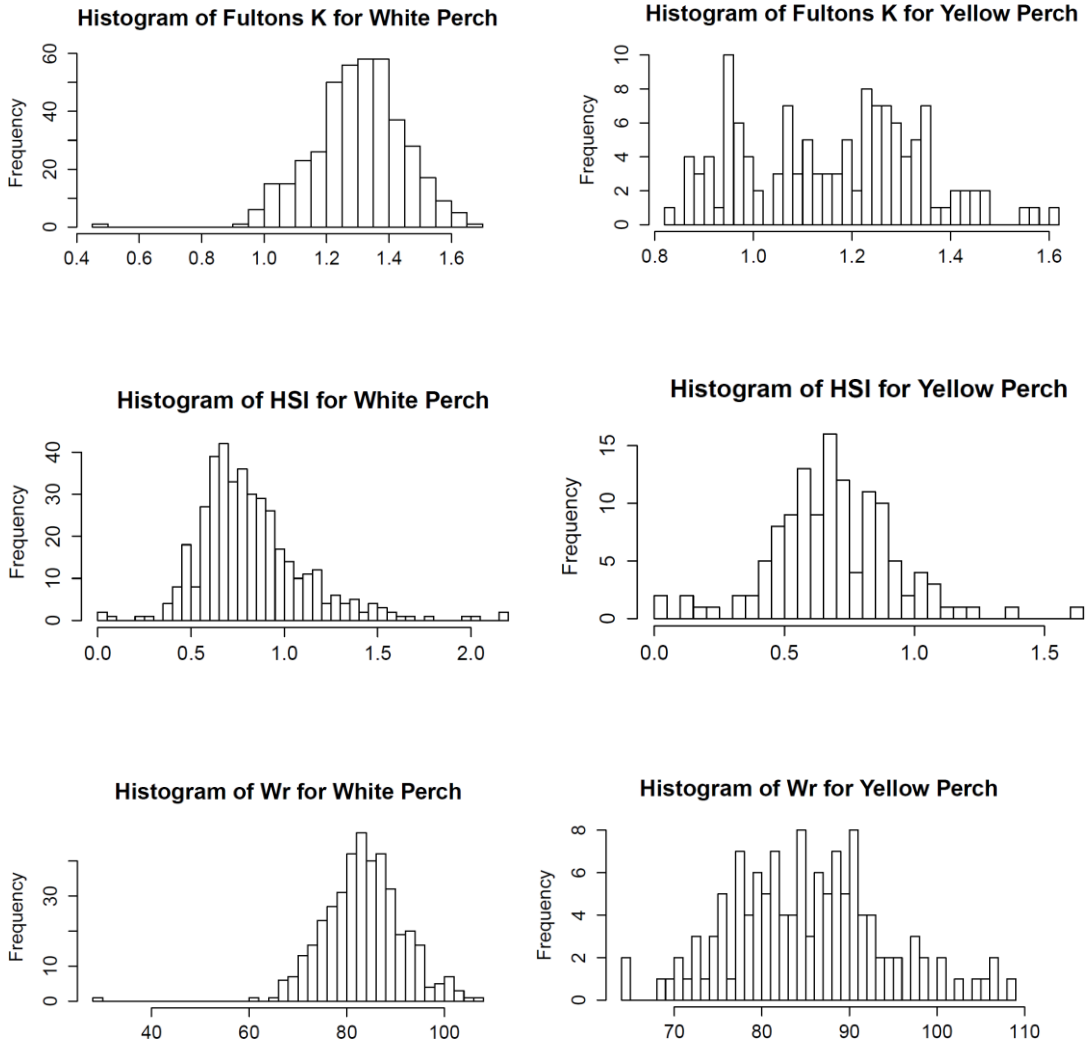 Histogram of Fultons K for White Perch
Frequency
0 20 40 60
0.4 0.6 0.8 1.0 1.2 1.4 1.6
Histogram of Fultons K for Yellow Perch
Frequency
0 2 4 6 8 10
0.8 1.0 1.2 1.4 1.6
Histogram of HSI for White Perch
Frequency
0 10 20 30 40
0.0 0.5 1.0 1.5 2.0
Histogram of HSI for Yellow Perch
Frequency
0 5 10 15
0.0 0.5 1.0 1.5
Histogram of Wr for White Perch
Frequency
0 10 30
40 60 80 100
Histogram of Wr for Yellow Perch
Frequency
0 2 4 6 8
70 80 90 100 110